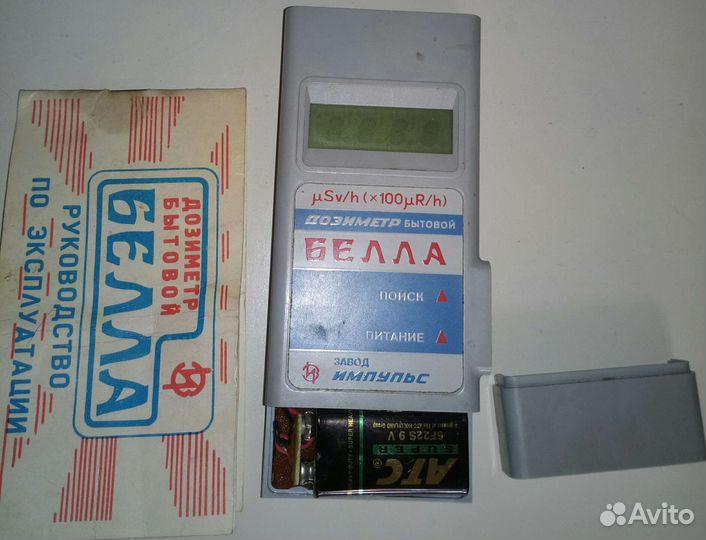 РУКОВОДСТВО
ПО ЭКСПЛУАТАЦИИ
ДОЗИМЕТР
БЫТОВОЙ
БЕЛЛА
μSv/h (×100μR/h)
ДОЗИМЕТР БЫТОВОЙ
БЕЛЛА
ПОИСК
ПИТАНИЕ
ЗАВОД
ИМПУЛЬС
6F22S 9 V
SUPER
ATC
Avito